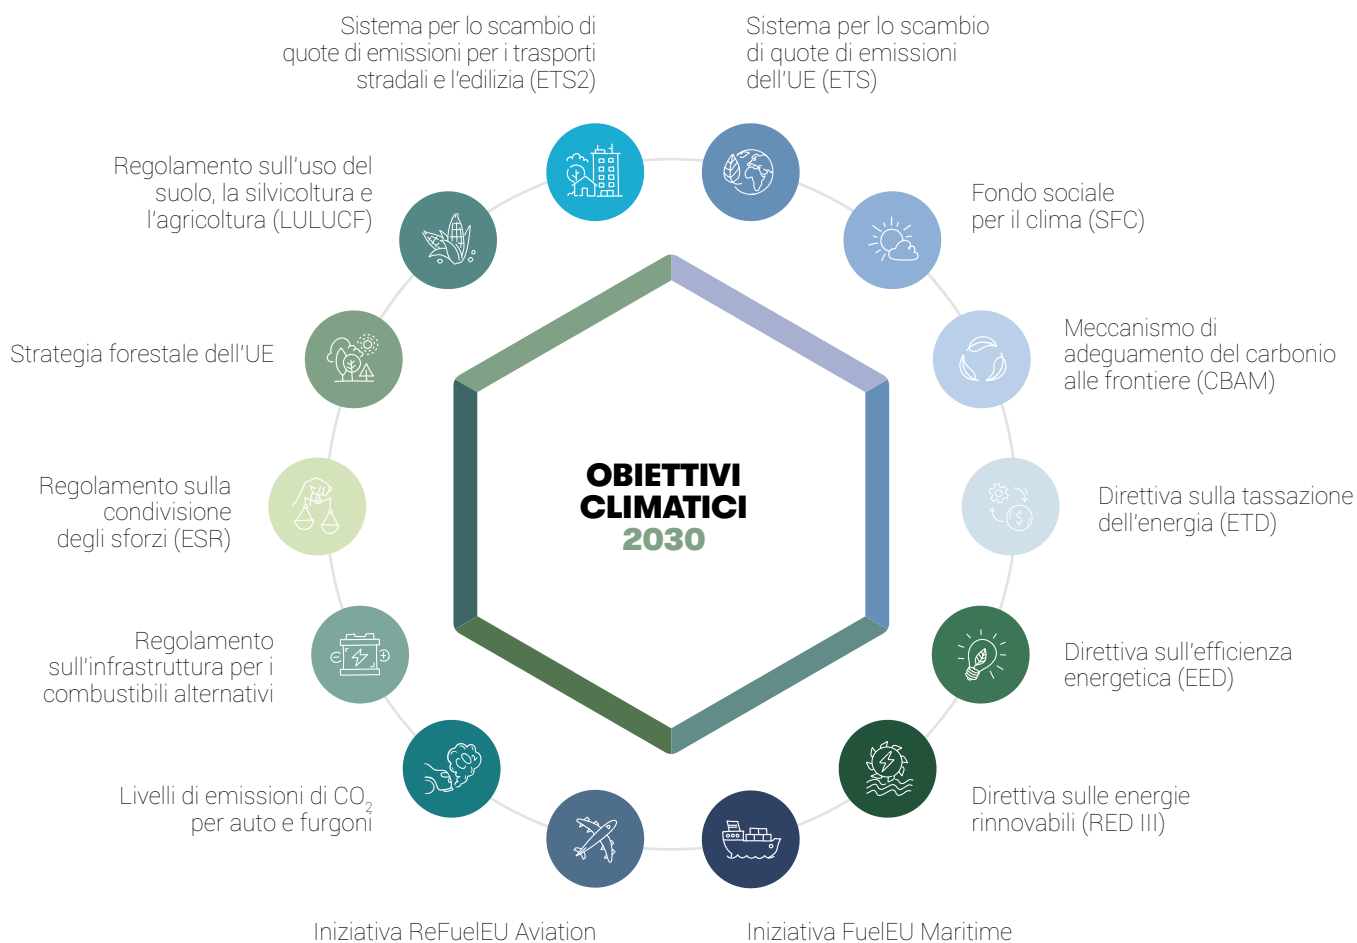 Sistema per lo scambio di
quote di emissioni per i trasporti
stradali e l'edilizia (ETS2)
Sistema per lo scambio
di quote di emissioni
dell'UE (ETS)
Regolamento sull'uso del
suolo, la silvicoltura e
l'agricoltura (LULUCF)
Fondo sociale
per il clima (SFC)
Strategia forestale dell'UE
Meccanismo di
adeguamento del carbonio
alle frontiere (CBAM)
OBIETTIVI
CLIMATICI
2030
Regolamento sulla
condivisione
degli sforzi (ESR)
$
Direttiva sulla tassazione
dell'energia (ETD)
Regolamento
sull'infrastruttura per i
combustibili alternativi
Direttiva sull'efficienza
energetica (EED)
Livelli di emissioni di CO₂
per auto e furgoni
CO₂
Direttiva sulle energie
rinnovabili (RED III)
Iniziativa ReFuelEU Aviation
Iniziativa FuelEU Maritime